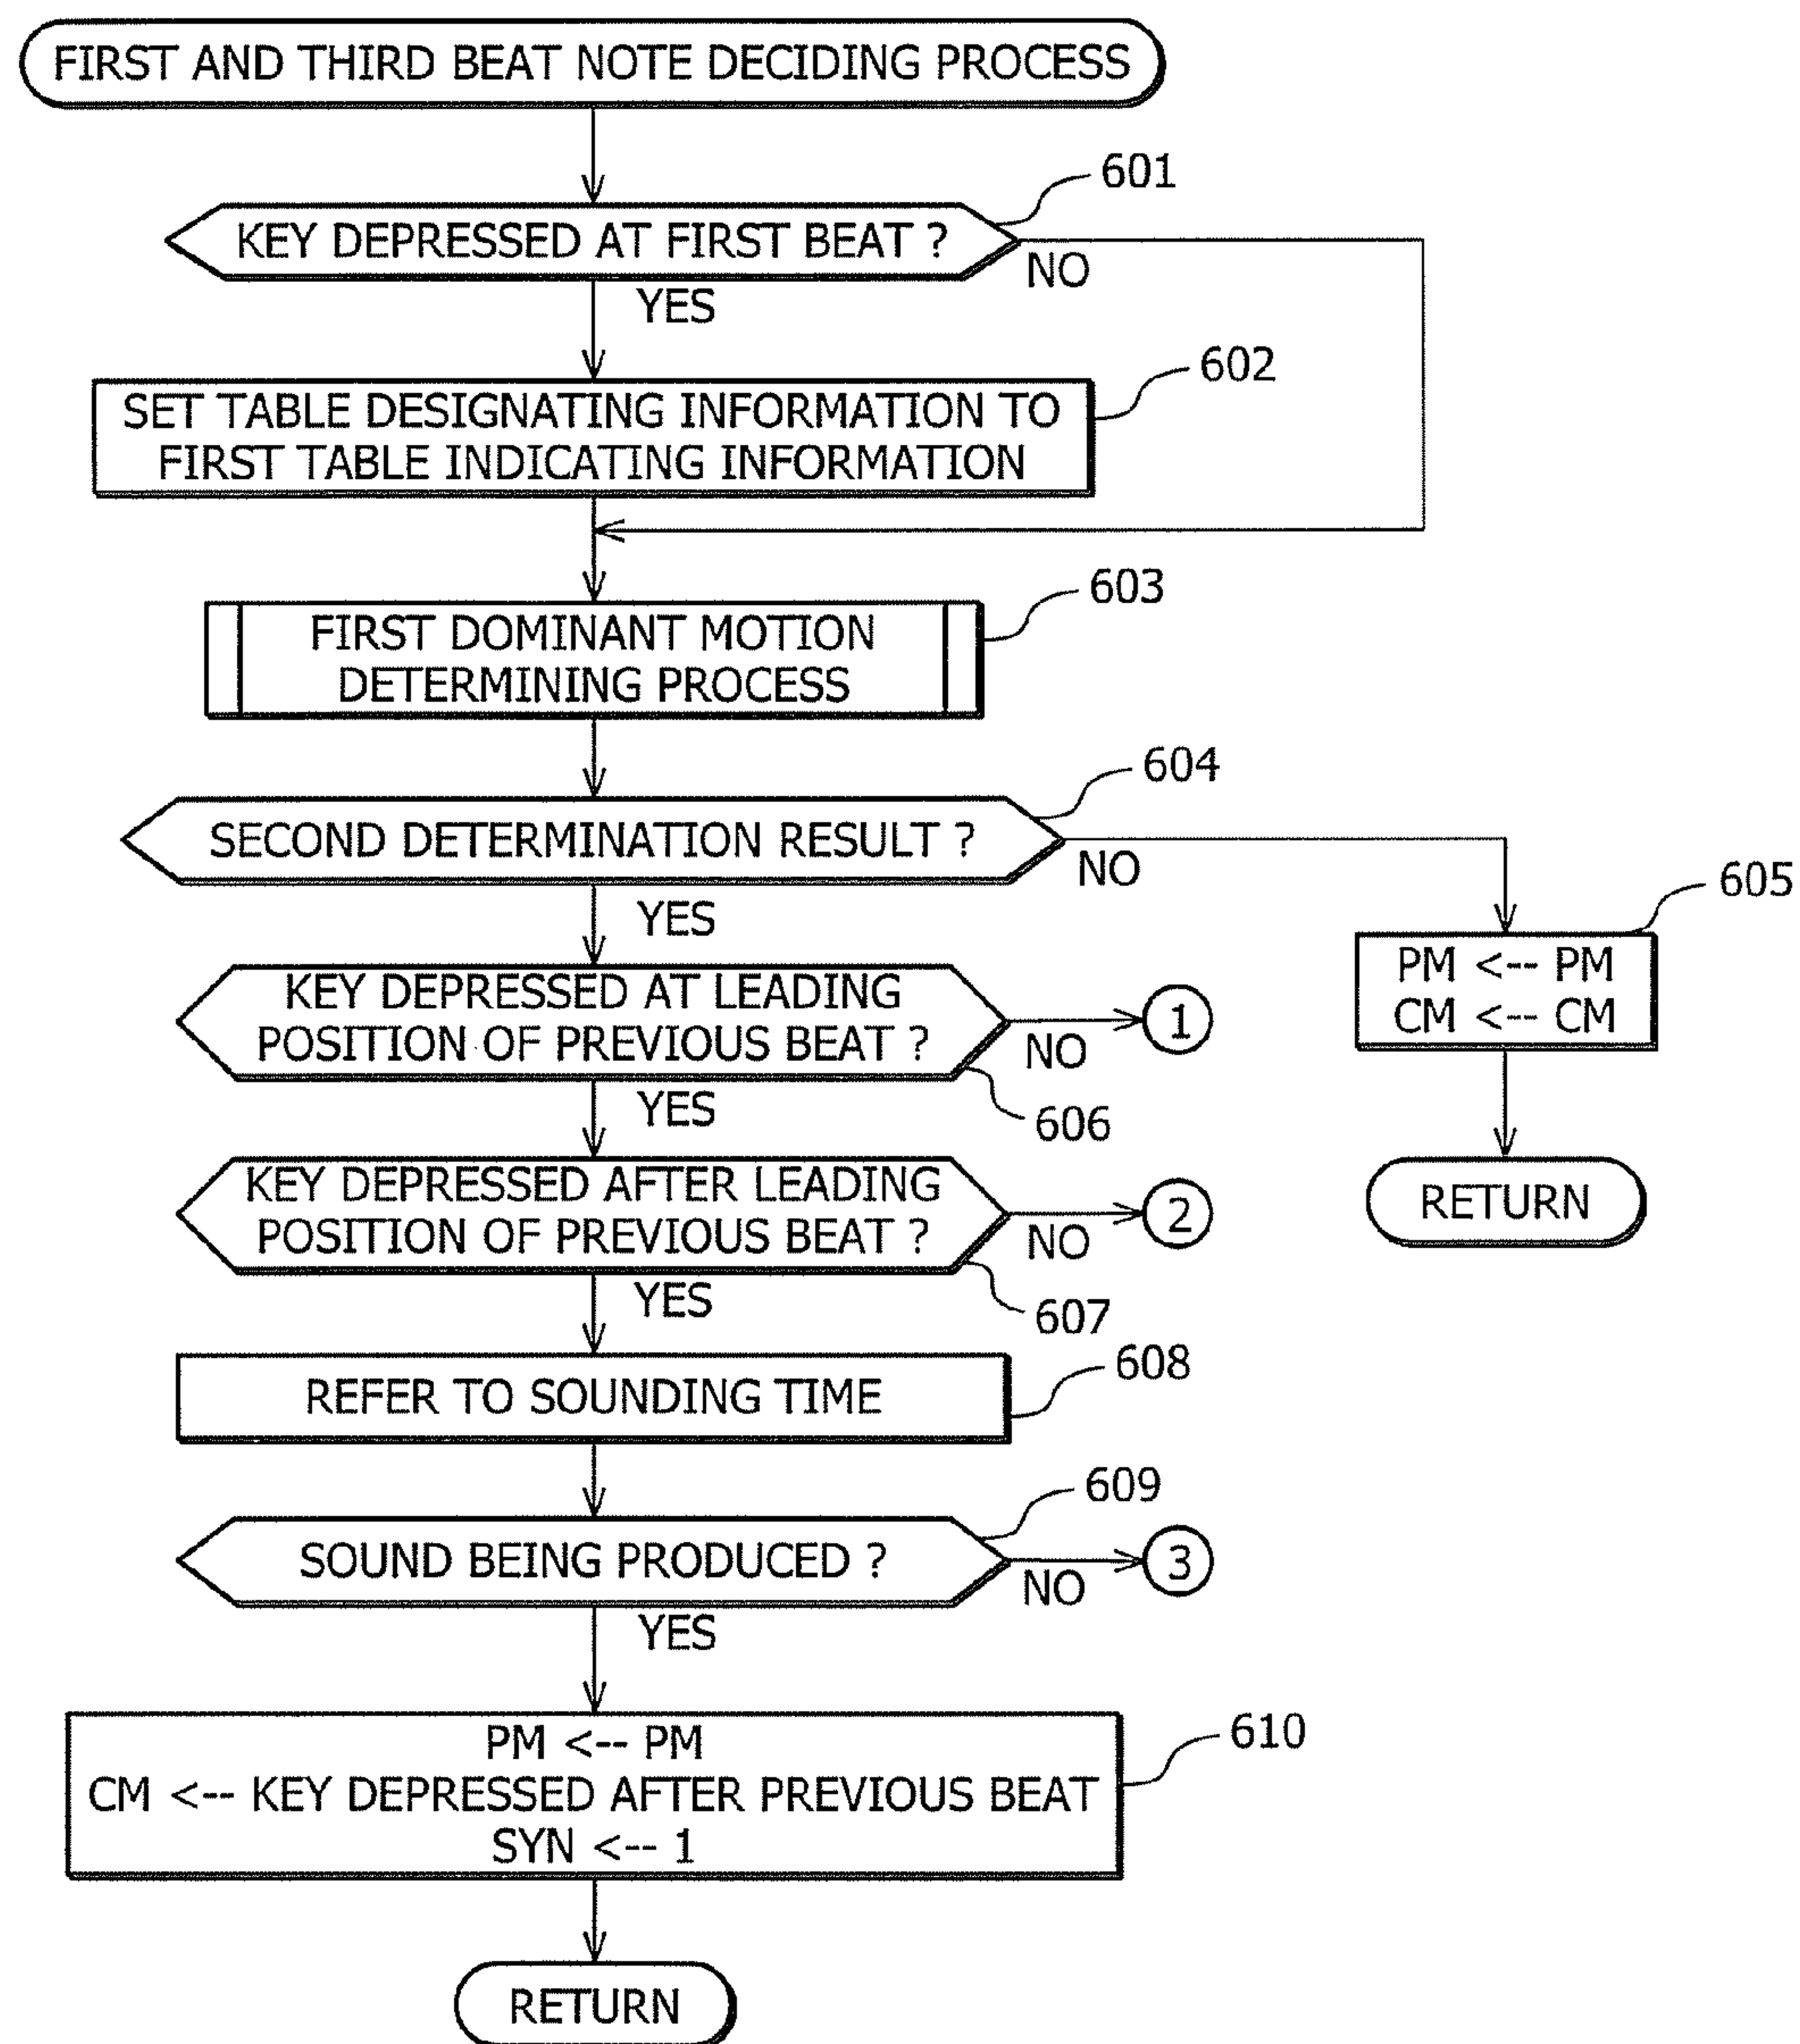 FIRST AND THIRD BEAT NOTE DECIDING PROCESS
601
KEY DEPRESSED AT FIRST BEAT ?
NO
YES
602
SET TABLE DESIGNATING INFORMATION TO
FIRST TABLE INDICATING INFORMATION
603
FIRST DOMINANT MOTION
DETERMINING PROCESS
604
SECOND DETERMINATION RESULT ?
NO
YES
605
PM <-- PM
CM <-- CM
RETURN
KEY DEPRESSED AT LEADING
POSITION OF PREVIOUS BEAT ?
NO
1
606
YES
KEY DEPRESSED AFTER LEADING
POSITION OF PREVIOUS BEAT ?
NO
2
607
YES
608
REFER TO SOUNDING TIME
609
SOUND BEING PRODUCED ?
NO
3
YES
610
PM <-- PM
CM <-- KEY DEPRESSED AFTER PREVIOUS BEAT
SYN <-- 1
RETURN